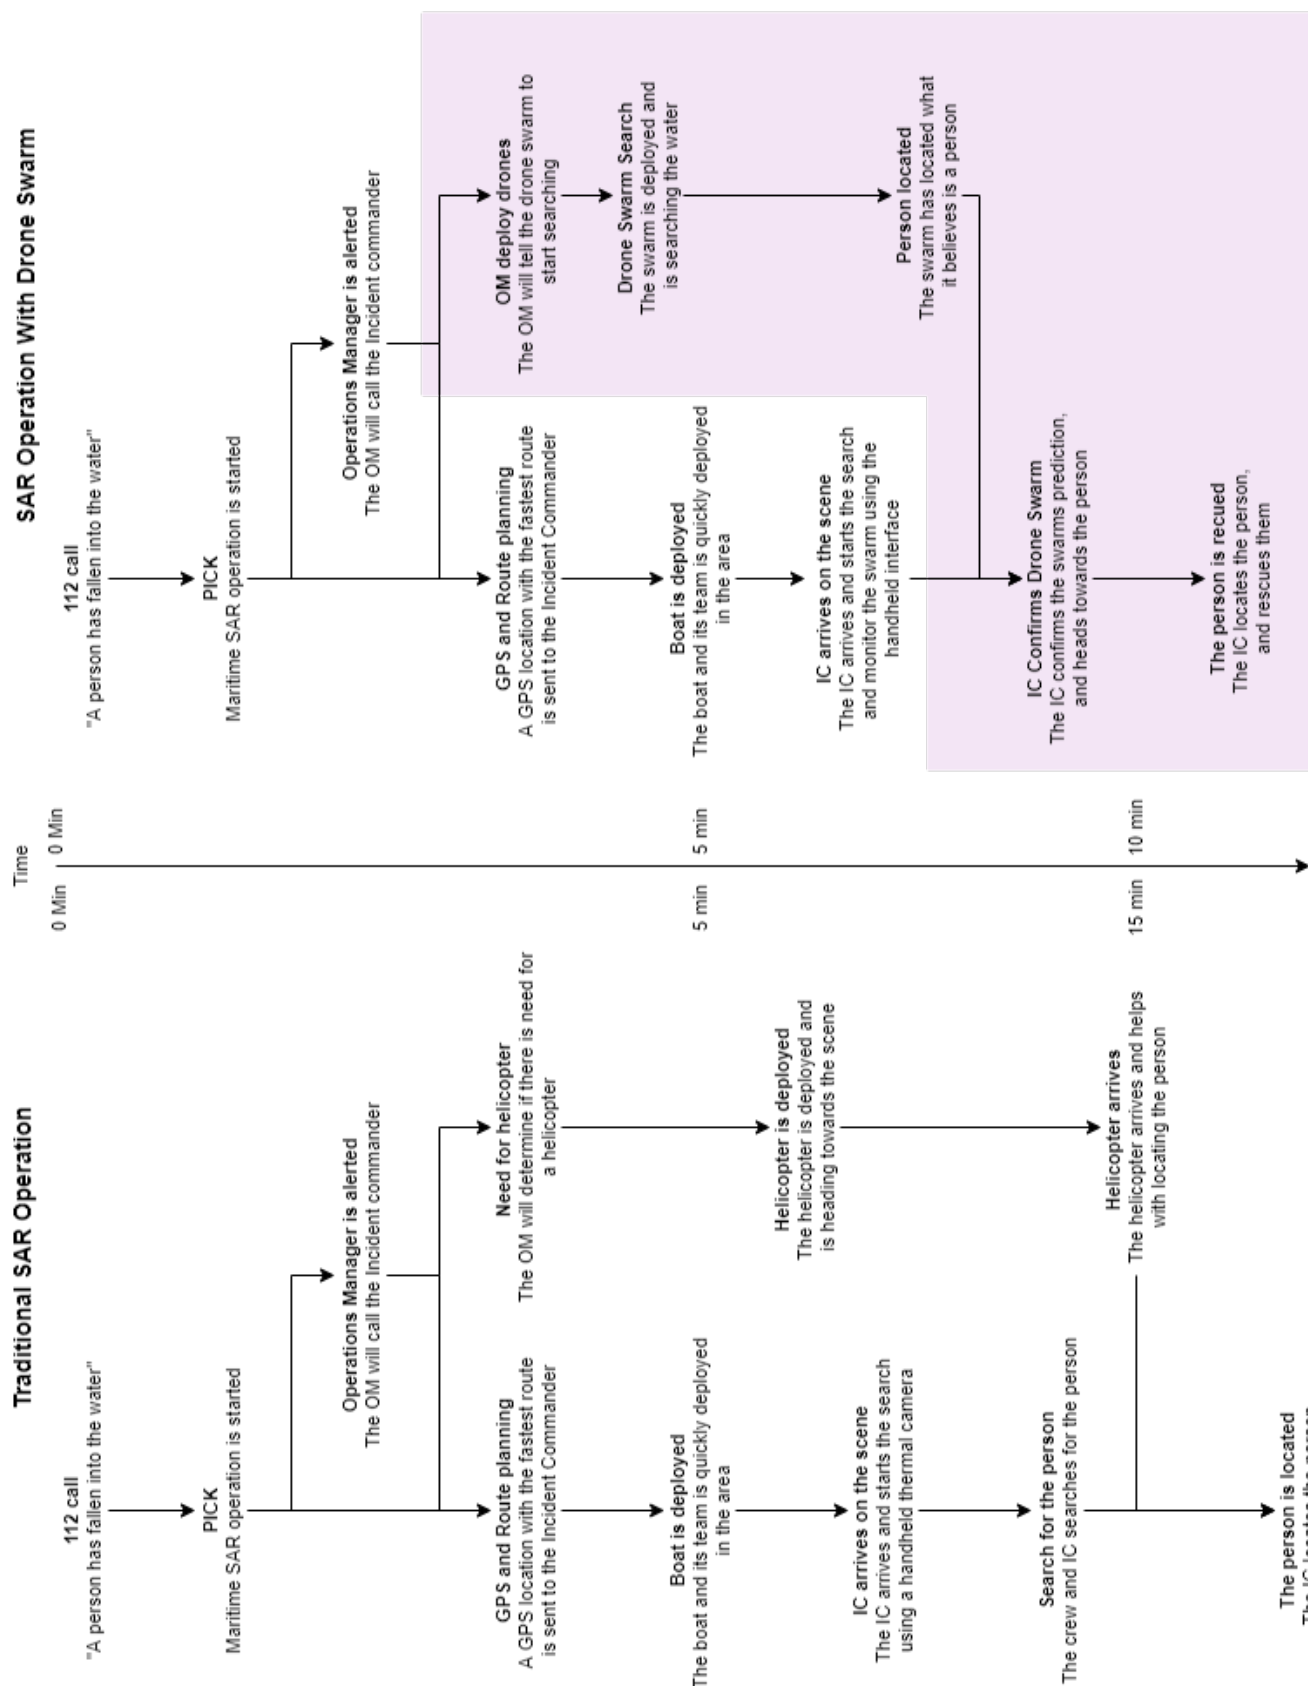 Traditional SAR Operation
112 call
"A person has fallen into the water"
PICK
Maritime SAR operation is started
Operations Manager is alerted
The OM will call the Incident commander
GPS and Route planning
A GPS location with the fastest route
is sent to the Incident Commander
Need for helicopter
The OM will determine if there is need for
a helicopter
Boat is deployed
The boat and its team is quickly deployed
in the area
Helicopter is deployed
The helicopter is deployed and
is heading towards the scene
IC arrives on the scene
The IC arrives and starts the search
using a handheld thermal camera
Search for the person
The crew and IC searches for the person
Helicopter arrives
The helicopter arrives and helps
with locating the person
The person is located
Time
0 Min
0 Min
5 min
5 min
15 min
10 min
SAR Operation With Drone Swarm
112 call
"A person has fallen into the water"
PICK
Maritime SAR operation is started
Operations Manager is alerted
The OM will call the Incident commander
GPS and Route planning
A GPS location with the fastest route
is sent to the Incident Commander
OM deploy drones
The OM will tell the drone swarm to
start searching
Drone Swarm Search
The swarm is deployed and
is searching the water
Boat is deployed
The boat and its team is quickly deployed
in the area
IC arrives on the scene
The IC arrives and starts the search
and monitor the swarm using the
handheld interface
Person located
The swarm has located what
it believes is a person
IC Confirms Drone Swarm
The IC confirms the swarms prediction,
and heads towards the person
The person is recued
The IC locates the person,
and rescues them